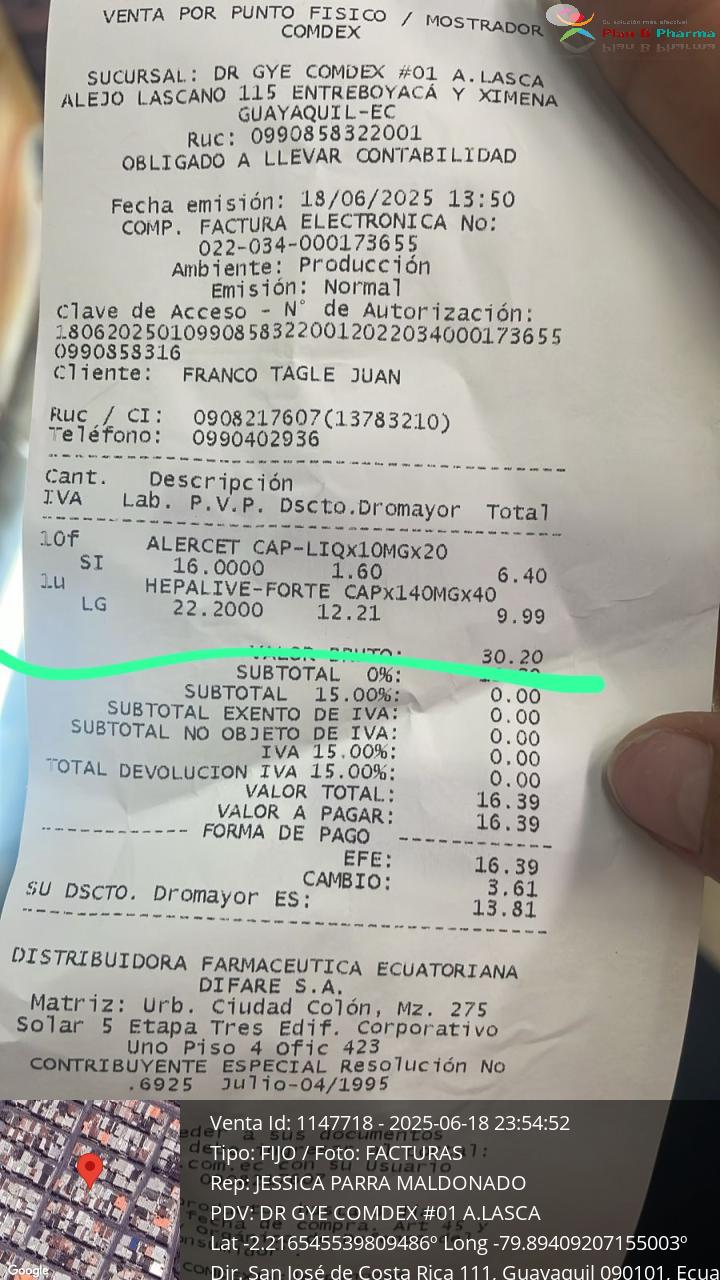 VENTA POR PUNTO FISICO / MOSTRADOR
COMDEX
Su solución más efectiva!
Plan B Pharma
SUCURSAL: DR GYE COMDEX #01 A.LASCA
ALEJO LASCANO 115 ENTREBOYACÁ Y XIMENA
GUAYAQUIL-EC
Ruc: 0990858322001
OBLIGADO A LLEVAR CONTABILIDAD
Fecha emisión: 18/06/2025 13:50
COMP. FACTURA ELECTRONICA No:
022-034-000173655
Ambiente: Producción
Emisión: Normal
Clave de Acceso - N° de Autorización:
180620250109908583220012022034000173655
0990858316
Cliente: FRANCO TAGLE JUAN
Ruc / CI: 0908217607(13783210)
Teléfono: 0990402936
Cant. Descripción
IVA Lab. P.V.P. Dscto.Dromayor Total
10f ALERCET CAP-LIQx10MGx20
SI 16.0000 1.60 6.40
1u HEPALIVE-FORTE CAPx140MGx40
LG 22.2000 12.21 9.99
VALOR BRUTO: 30.20
SUBTOTAL 0%:
SUBTOTAL 15.00%: 0.00
SUBTOTAL EXENTO DE IVA: 0.00
SUBTOTAL NO OBJETO DE IVA: 0.00
IVA 15.00%: 0.00
TOTAL DEVOLUCION IVA 15.00%: 0.00
VALOR TOTAL: 16.39
VALOR A PAGAR: 16.39
------------ FORMA DE PAGO ------------
EFE: 16.39
CAMBIO: 3.61
SU DSCTO. Dromayor ES: 13.81
DISTRIBUIDORA FARMACEUTICA ECUATORIANA
DIFARE S.A.
Matriz: Urb. Ciudad Colón, Mz. 275
Solar 5 Etapa Tres Edif. Corporativo
Uno Piso 4 Ofic 423
CONTRIBUYENTE ESPECIAL Resolución No
.6925 Julio-04/1995
Venta Id: 1147718 - 2025-06-18 23:54:52
Tipo: FIJO / Foto: FACTURAS
Rep: JESSICA PARRA MALDONADO
PDV: DR GYE COMDEX #01 A.LASCA
Lat -2.2165455398094​86º Long -79.89409207155003º
Dir. San José de Costa Rica 111, Guayaquil 090101, Ecua
Google